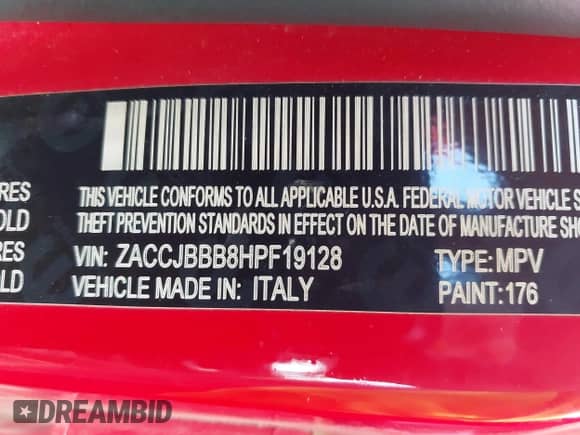 THIS VEHICLE CONFORMS TO ALL APPLICABLE U.S.A. FEDERAL MOTOR VEHICLE S
RES
THEFT PREVENTION STANDARDS IN EFFECT ON THE DATE OF MANUFACTURE SHO
OLD
VIN: ZACCJBBB8HPF19128 TYPE: MPV
RES
VEHICLE MADE IN: ITALY PAINT: 176
LD
DREAMBID